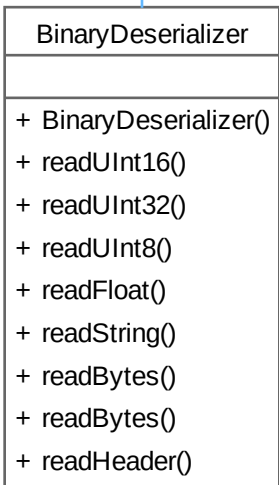 BinaryDeserializer
+ BinaryDeserializer()
+ readUInt16()
+ readUInt32()
+ readUInt8()
+ readFloat()
+ readString()
+ readBytes()
+ readBytes()
+ readHeader()